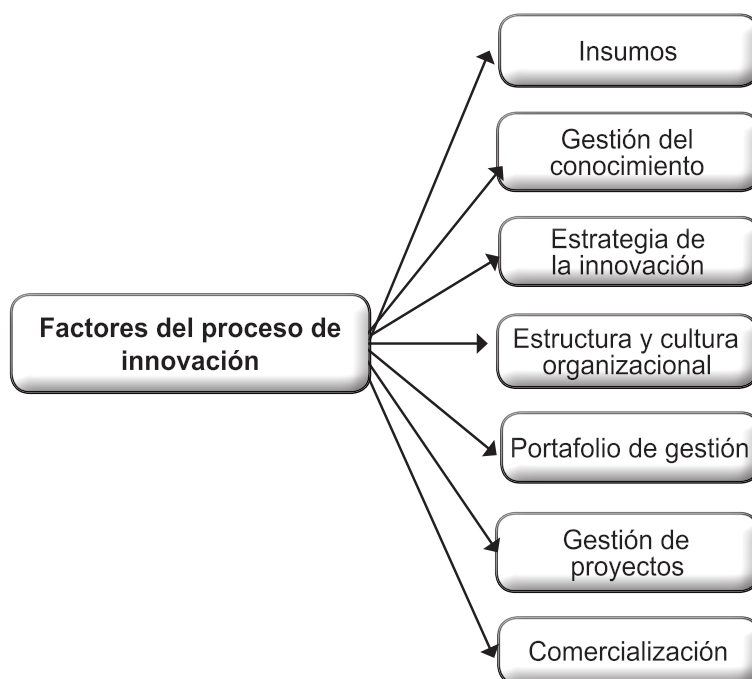 Factores del proceso de
innovación
Insumos
Gestión del
conocimiento
Estrategia de
la innovación
Estructura y cultura
organizacional
Portafolio de gestión
Gestión de
proyectos
Comercialización